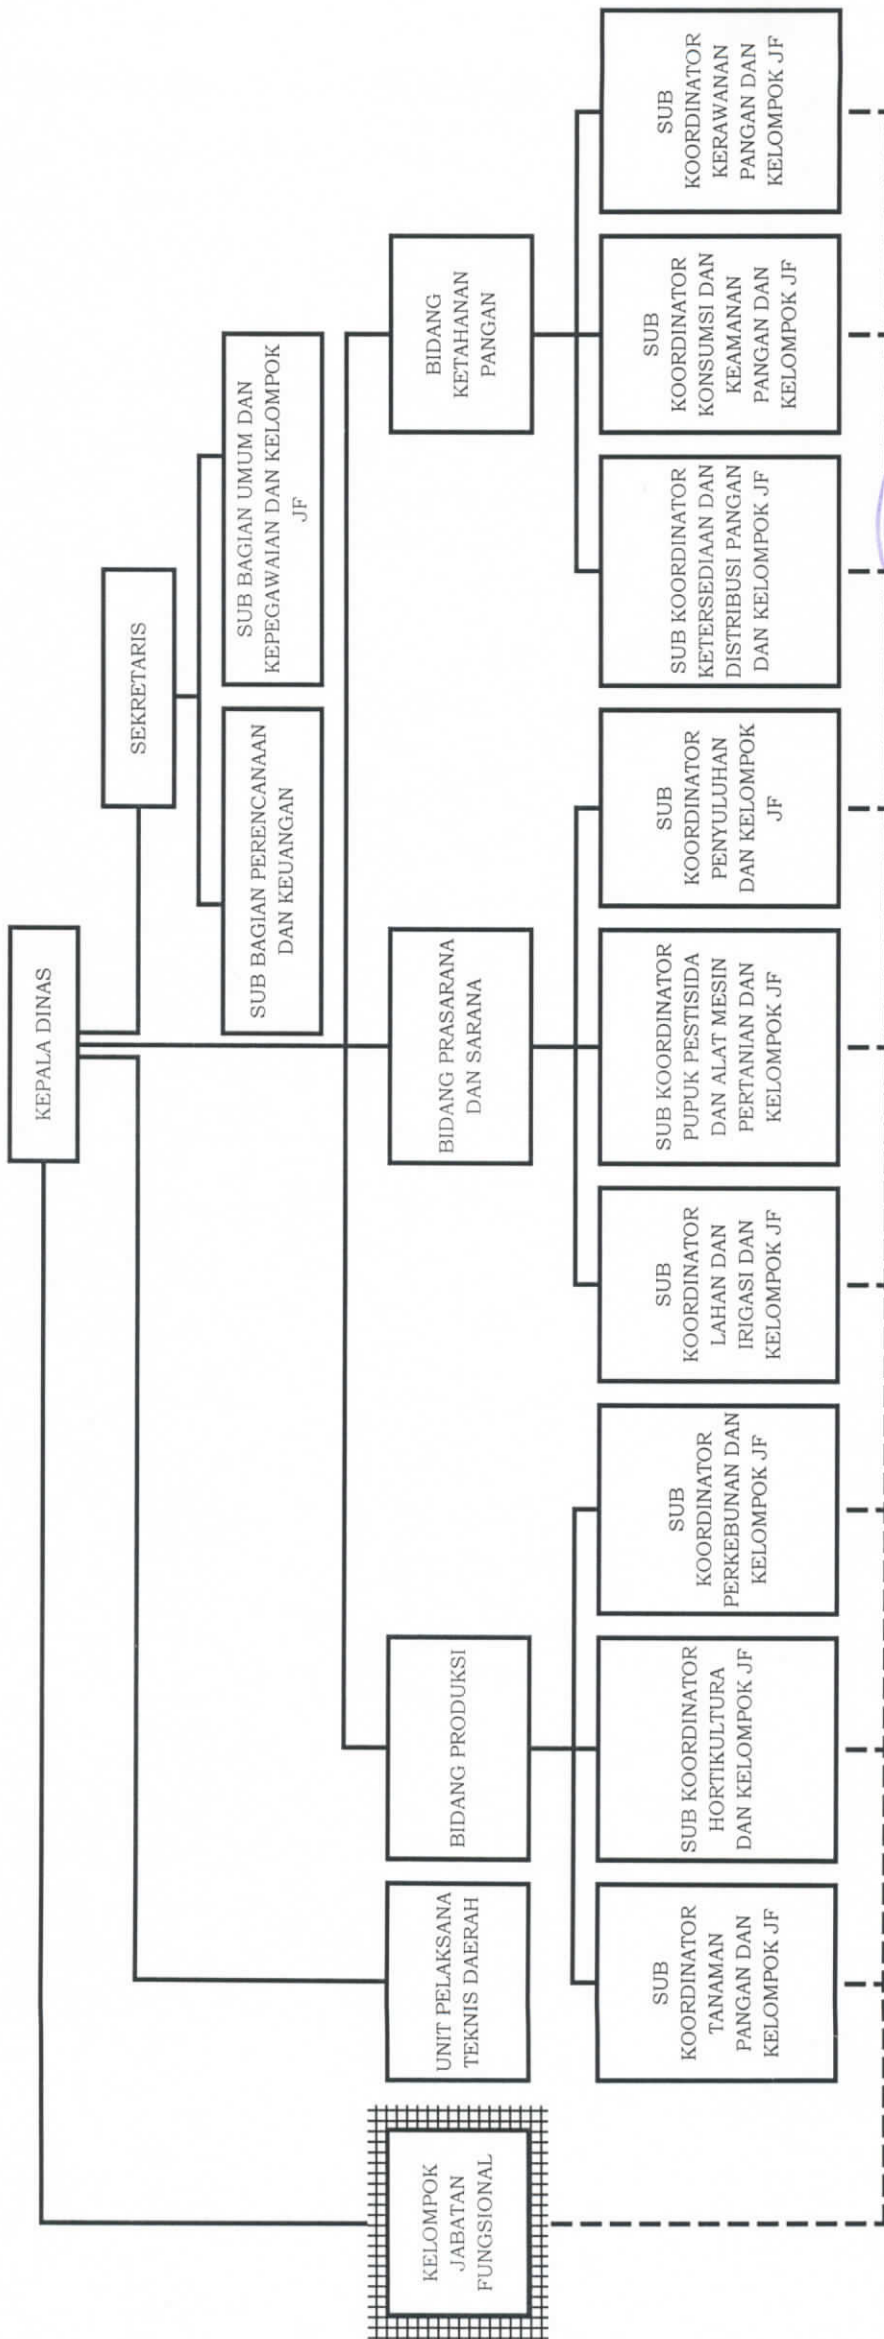 KEPALA DINAS
SEKRETARIS
SUB BAGIAN PERENCANAAN
DAN KEUANGAN
SUB BAGIAN UMUM DAN
KEPEGAWAIAN DAN KELOMPOK
JF
KELOMPOK
JABATAN
FUNGSIONAL
UNIT PELAKSANA
TEKNIS DAERAH
BIDANG PRODUKSI
BIDANG PRASARANA
DAN SARANA
BIDANG
KETAHANAN
PANGAN
SUB
KOORDINATOR
TANAMAN
PANGAN DAN
KELOMPOK JF
SUB KOORDINATOR
HORTIKULTURA
DAN KELOMPOK JF
SUB
KOORDINATOR
PERKEBUNAN DAN
KELOMPOK JF
SUB
KOORDINATOR
LAHAN DAN
IRIGASI DAN
KELOMPOK JF
SUB KOORDINATOR
PUPUK PESTISIDA
DAN ALAT MESIN
PERTANIAN DAN
KELOMPOK JF
SUB
KOORDINATOR
PENYULUHAN
DAN KELOMPOK
JF
SUB KOORDINATOR
KETERSEDIAAN DAN
DISTRIBUSI PANGAN
DAN KELOMPOK JF
SUB
KOORDINATOR
KONSUMSI DAN
KEAMANAN
PANGAN DAN
KELOMPOK JF
SUB
KOORDINATOR
KERAWANAN
PANGAN DAN
KELOMPOK JF